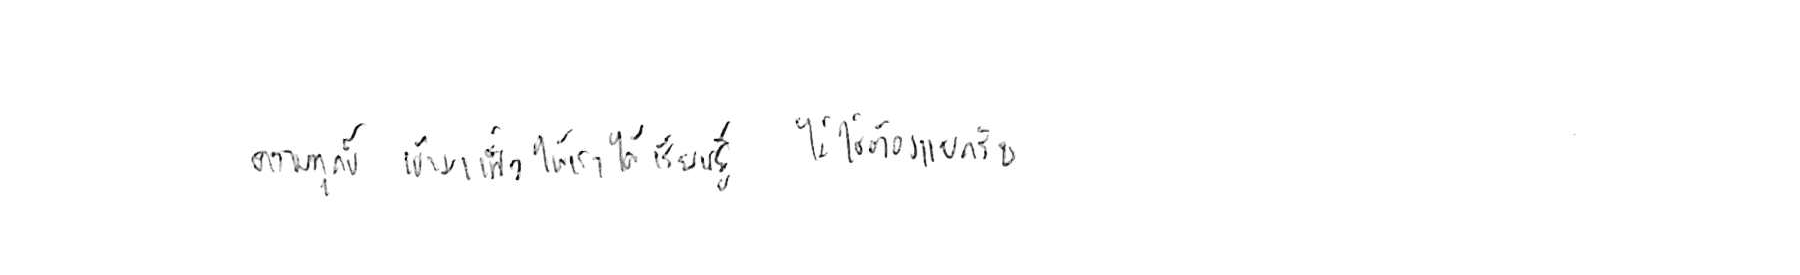 ความทุกข์ เข้ามาเพื่อให้เราได้เรียนรู้ ไม่ใช่ต้องแบกรับ